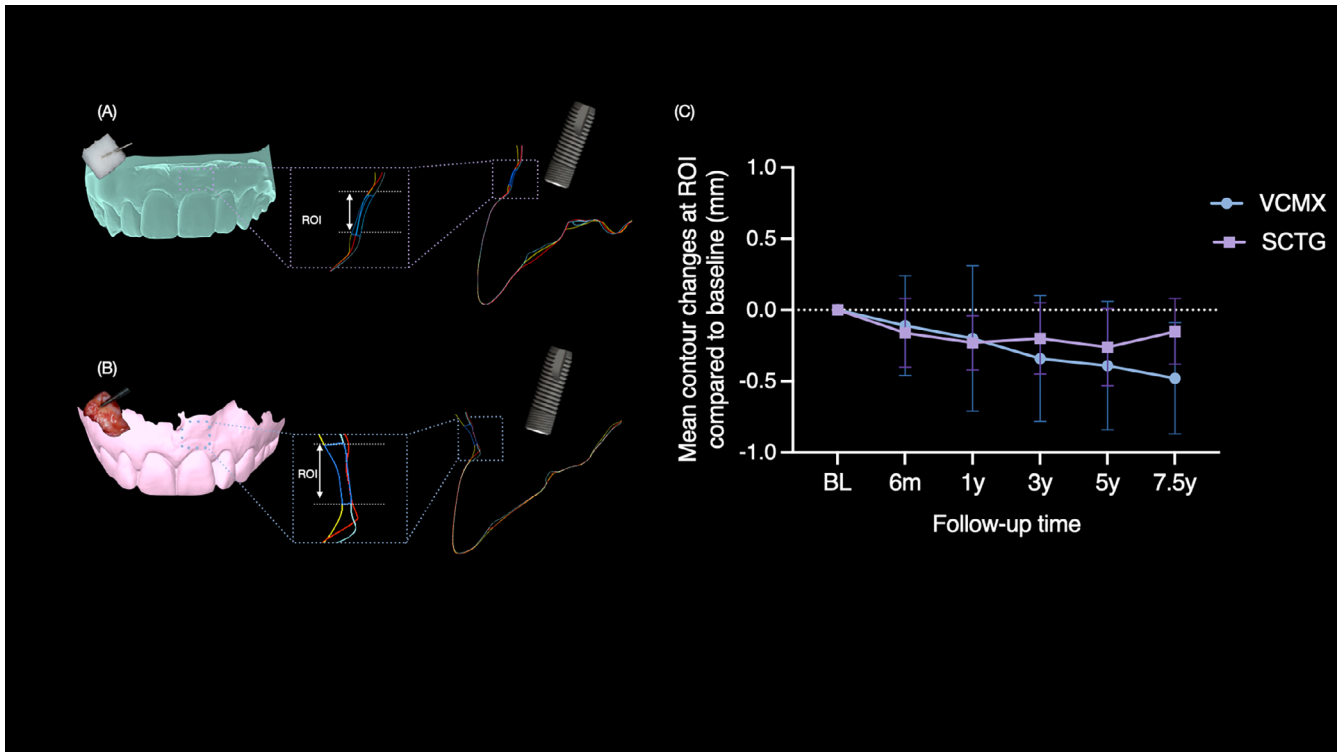 (A)
ROI
(B)
ROI
(C)
Mean contour changes at ROI
compared to baseline (mm)
1.0
0.5
0.0
-0.5
-1.0
BL 6m 1y 3y 5y 7.5y
Follow-up time
VCMX
SCTG